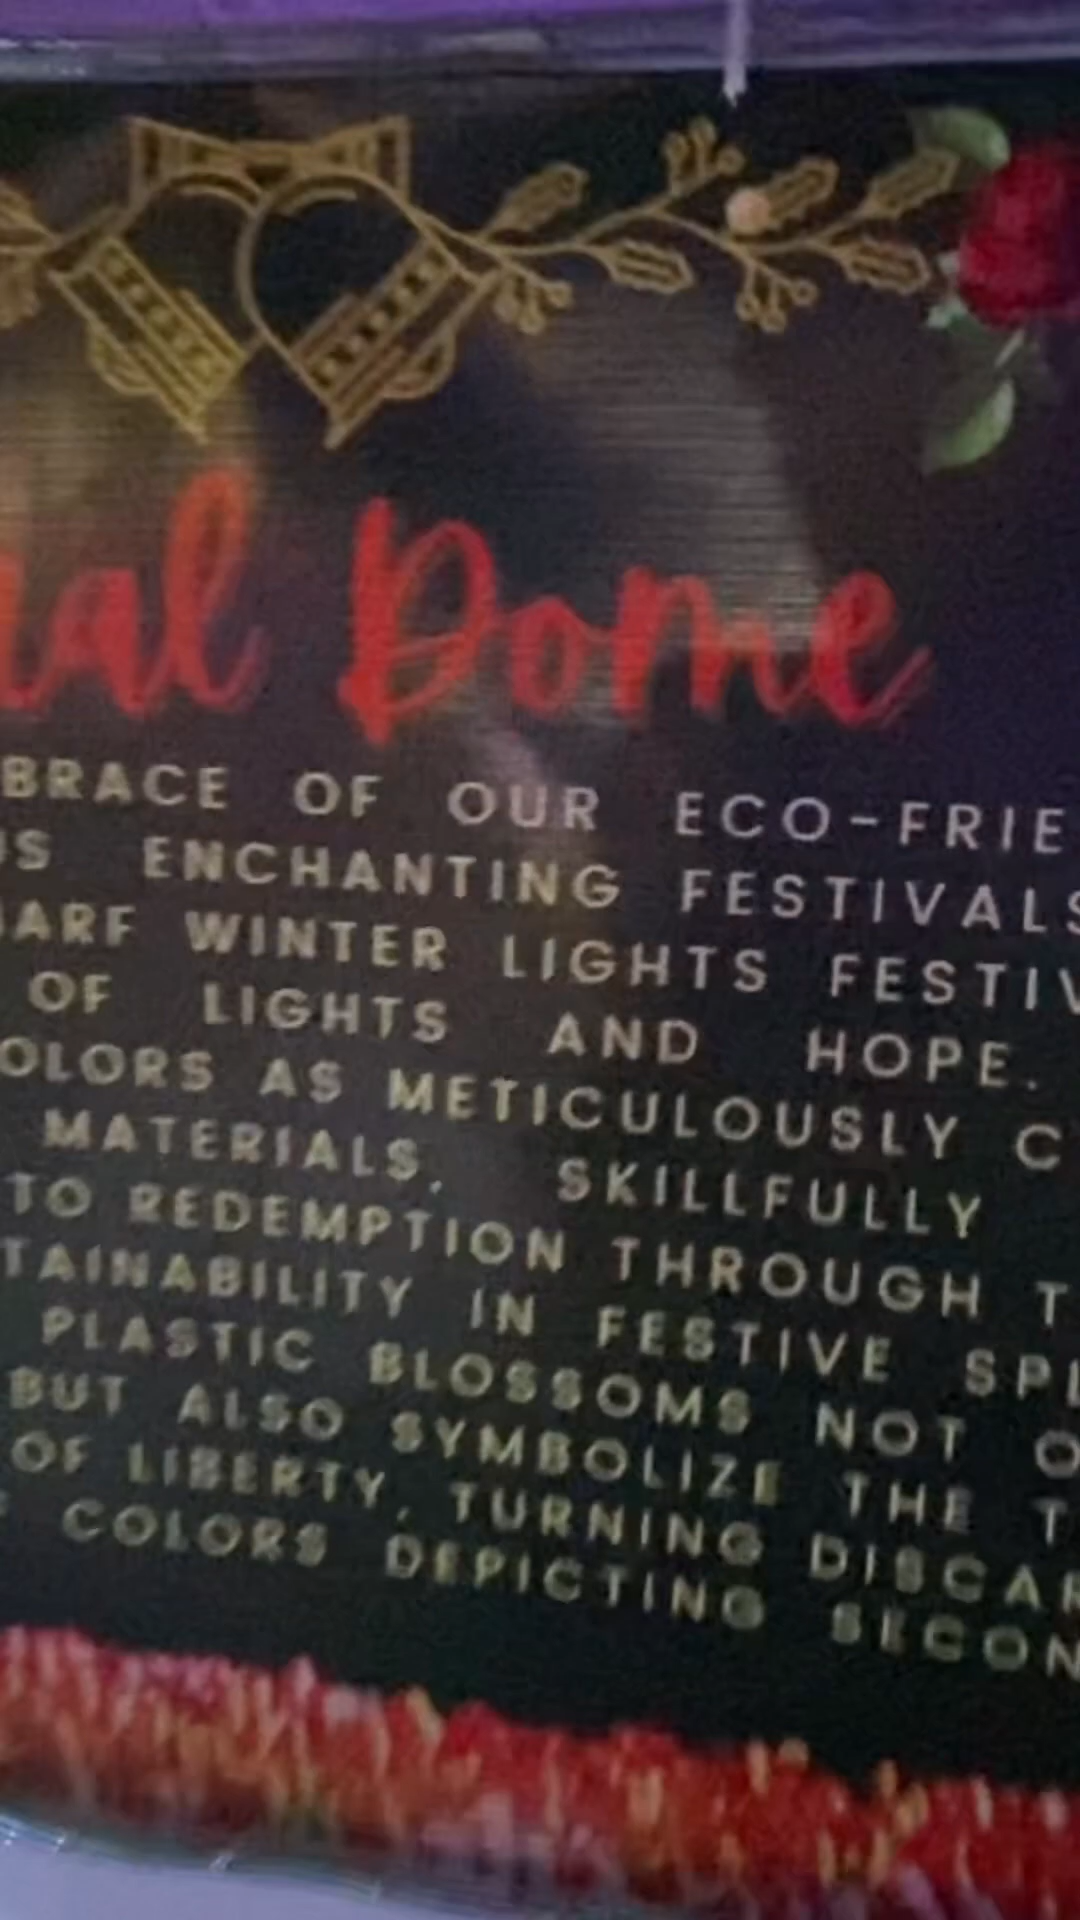 al Dome
BRACE OF OUR ECO-FRIE
US ENCHANTING FESTIVALS
ARF WINTER LIGHTS FESTIV
OF LIGHTS AND HOPE.
OLORS AS METICULOUSLY C
MATERIALS, SKILLFULLY
TO REDEMPTION THROUGH T
TAINABILITY IN FESTIVE SPI
PLASTIC BLOSSOMS NOT O
BUT ALSO SYMBOLIZE THE T
OF LIBERTY, TURNING DISCAR
COLORS DEPICTING SECON